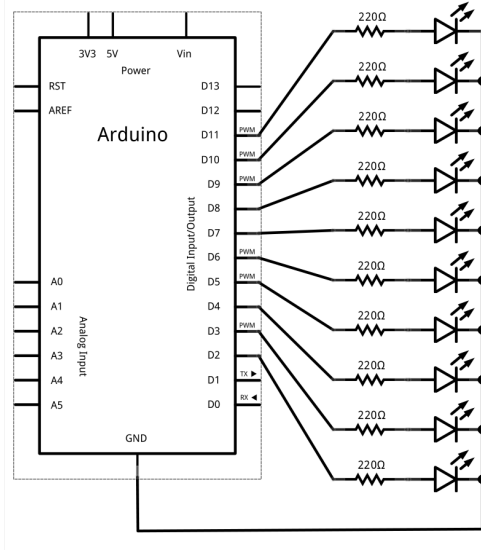 3V3 5V Vin
Power
RST
AREF
Arduino
A0
A1
A2
A3
A4
A5
Analog Input
Digital Input/Output
D13
D12
D11 PWM
D10 PWM
D9 PWM
D8
D7
D6 PWM
D5 PWM
D4
D3 PWM
D2
D1 TX
D0 RX
GND
220Ω
220Ω
220Ω
220Ω
220Ω
220Ω
220Ω
220Ω
220Ω
220Ω